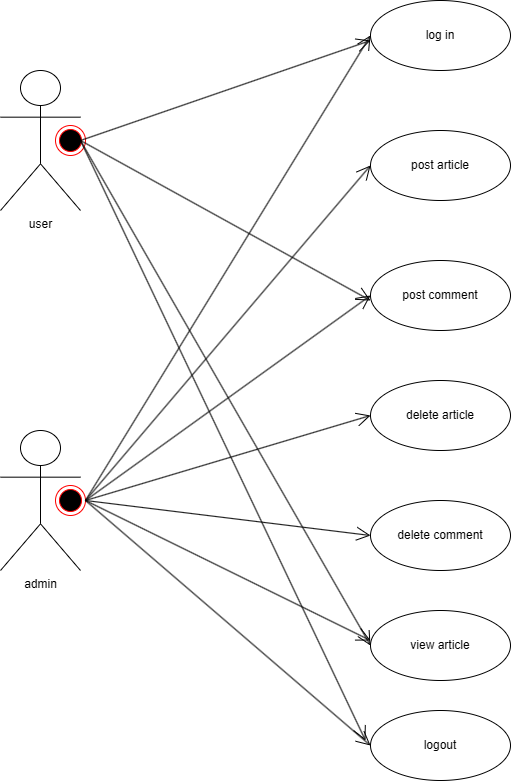 log in
post article
user
post comment
delete article
delete comment
admin
view article
logout